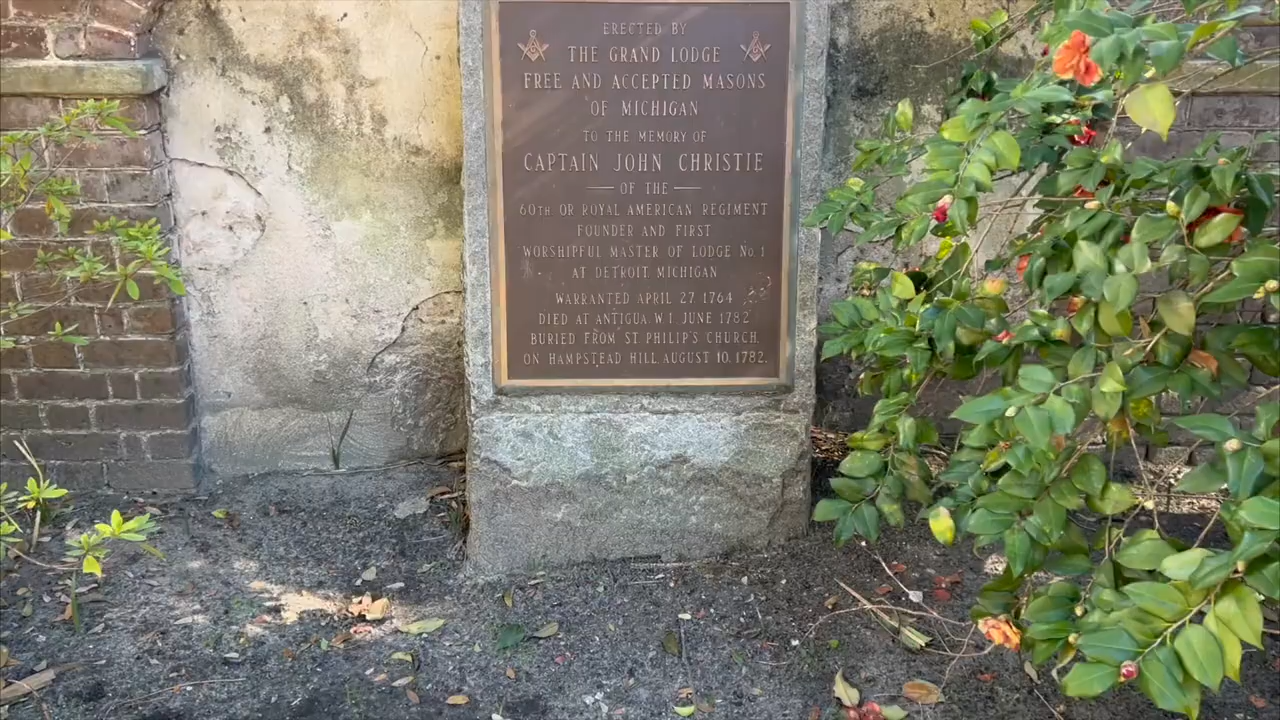 ERECTED BY
THE GRAND LODGE
FREE AND ACCEPTED MASONS
OF MICHIGAN
TO THE MEMORY OF
CAPTAIN JOHN CHRISTIE
— OF THE —
60TH OR ROYAL AMERICAN REGIMENT
FOUNDER AND FIRST
WORSHIPFUL MASTER OF LODGE No. 1
AT DETROIT MICHIGAN
WARRANTED APRIL 27 1764
DIED AT ANTIGUA W.I. JUNE 1782
BURIED FROM ST PHILIP'S CHURCH,
ON HAMPSTEAD HILL, AUGUST 10, 1782.